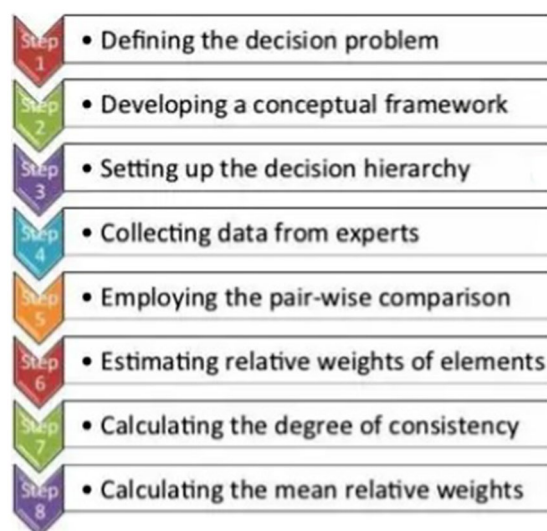 Step 1
• Defining the decision problem
Step 2
• Developing a conceptual framework
Step 3
• Setting up the decision hierarchy
Step 4
• Collecting data from experts
Step 5
• Employing the pair-wise comparison
Step 6
• Estimating relative weights of elements
Step 7
• Calculating the degree of consistency
Step 8
• Calculating the mean relative weights